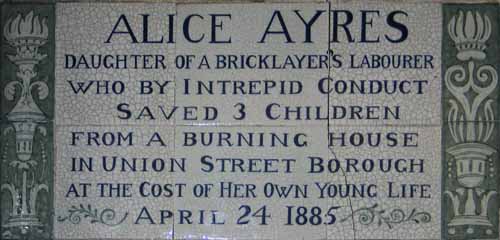 ALICE AYRES
DAUGHTER OF A BRICKLAYER'S LABOURER
WHO BY INTREPID CONDUCT
SAVED 3 CHILDREN
FROM A BURNING HOUSE
IN UNION STREET BOROUGH
AT THE COST OF HER OWN YOUNG LIFE
APRIL 24 1885